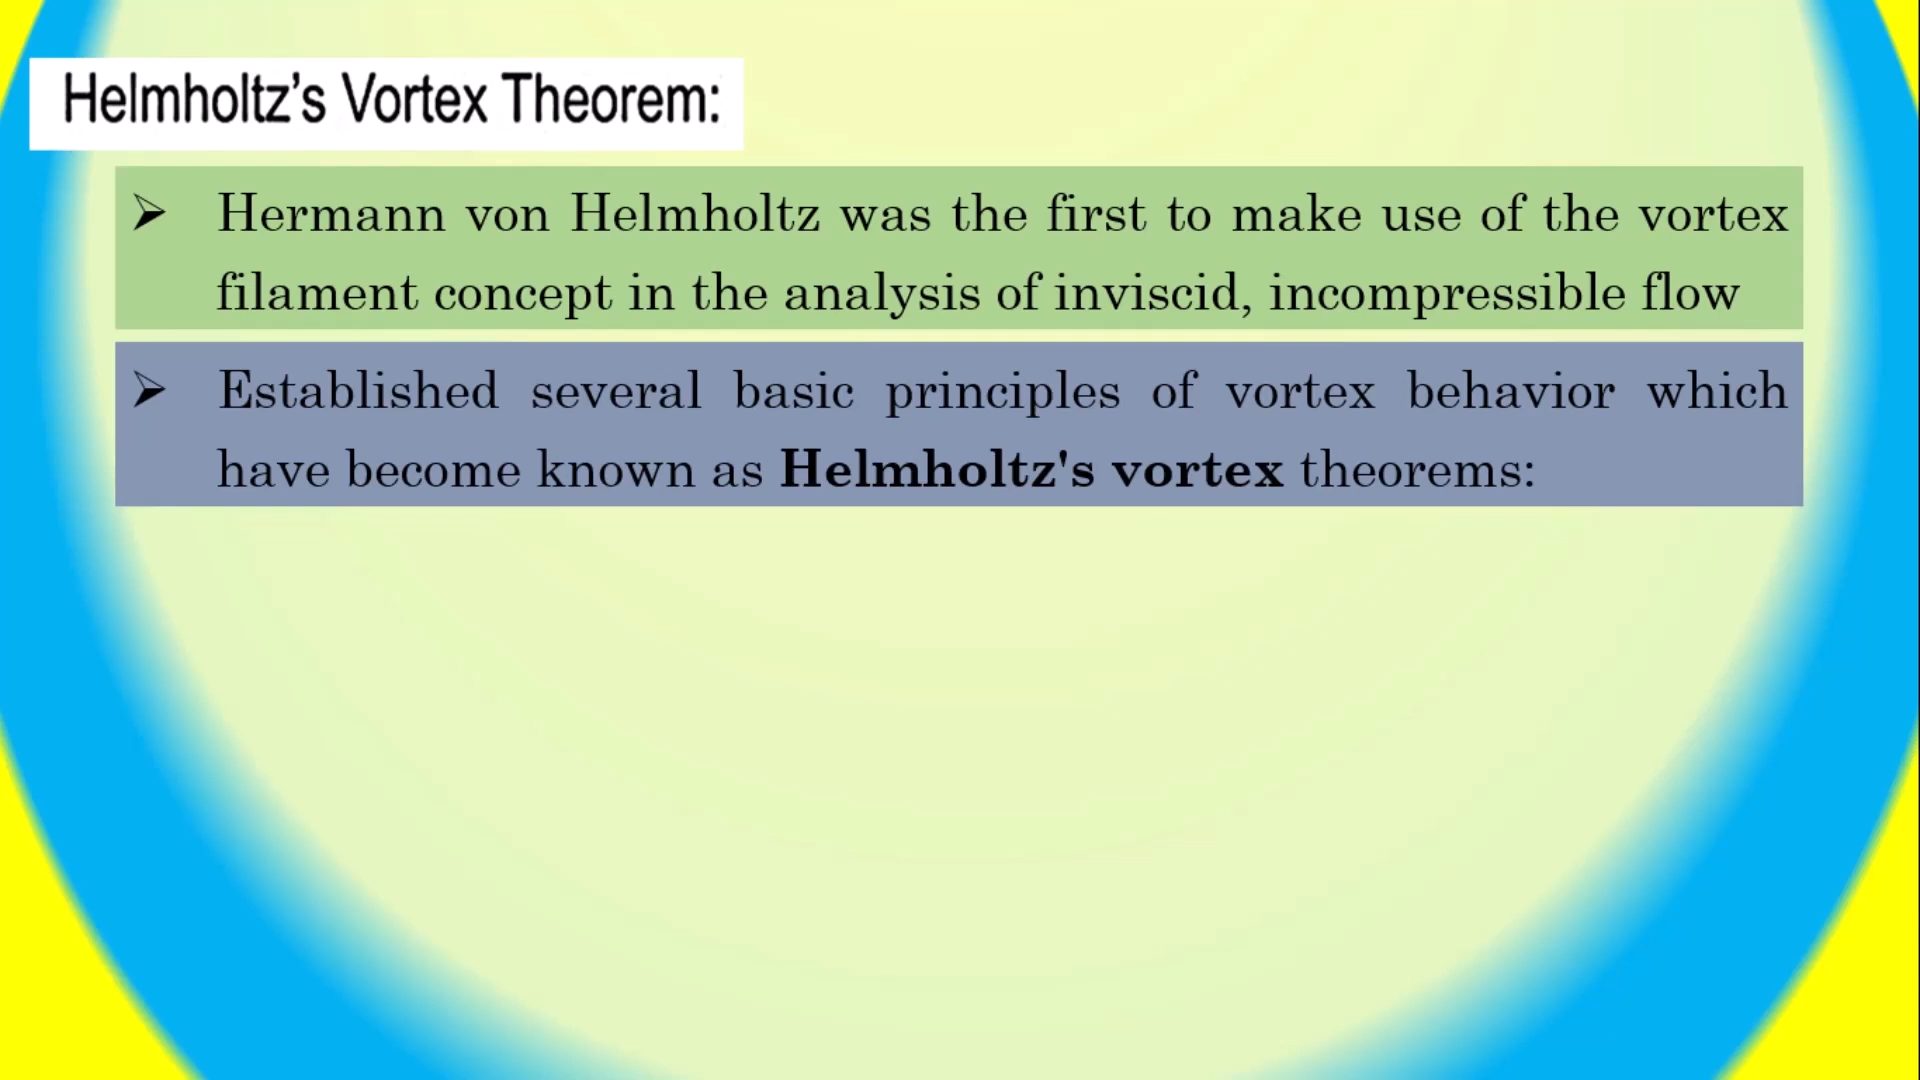 Helmholtz’s Vortex Theorem:
➢ Hermann von Helmholtz was the first to make use of the vortex
filament concept in the analysis of inviscid, incompressible flow
➢ Established several basic principles of vortex behavior which
have become known as Helmholtz's vortex theorems: